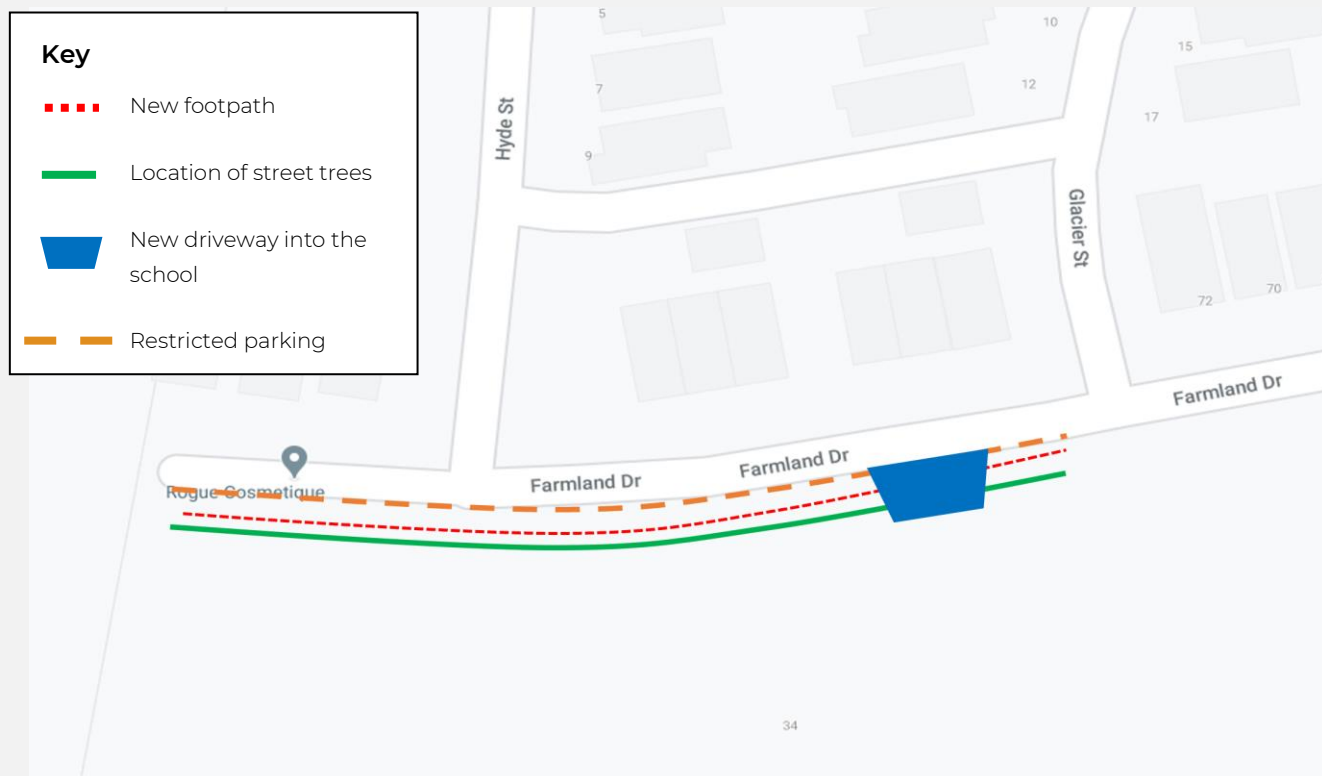 Key
New footpath
Location of street trees
New driveway into the
school
Restricted parking
5
7
9
10
12
15
17
Hyde St
Glacier St
72
70
Farmland Dr
Farmland Dr
Farmland Dr
Rogue Cosmetique
34